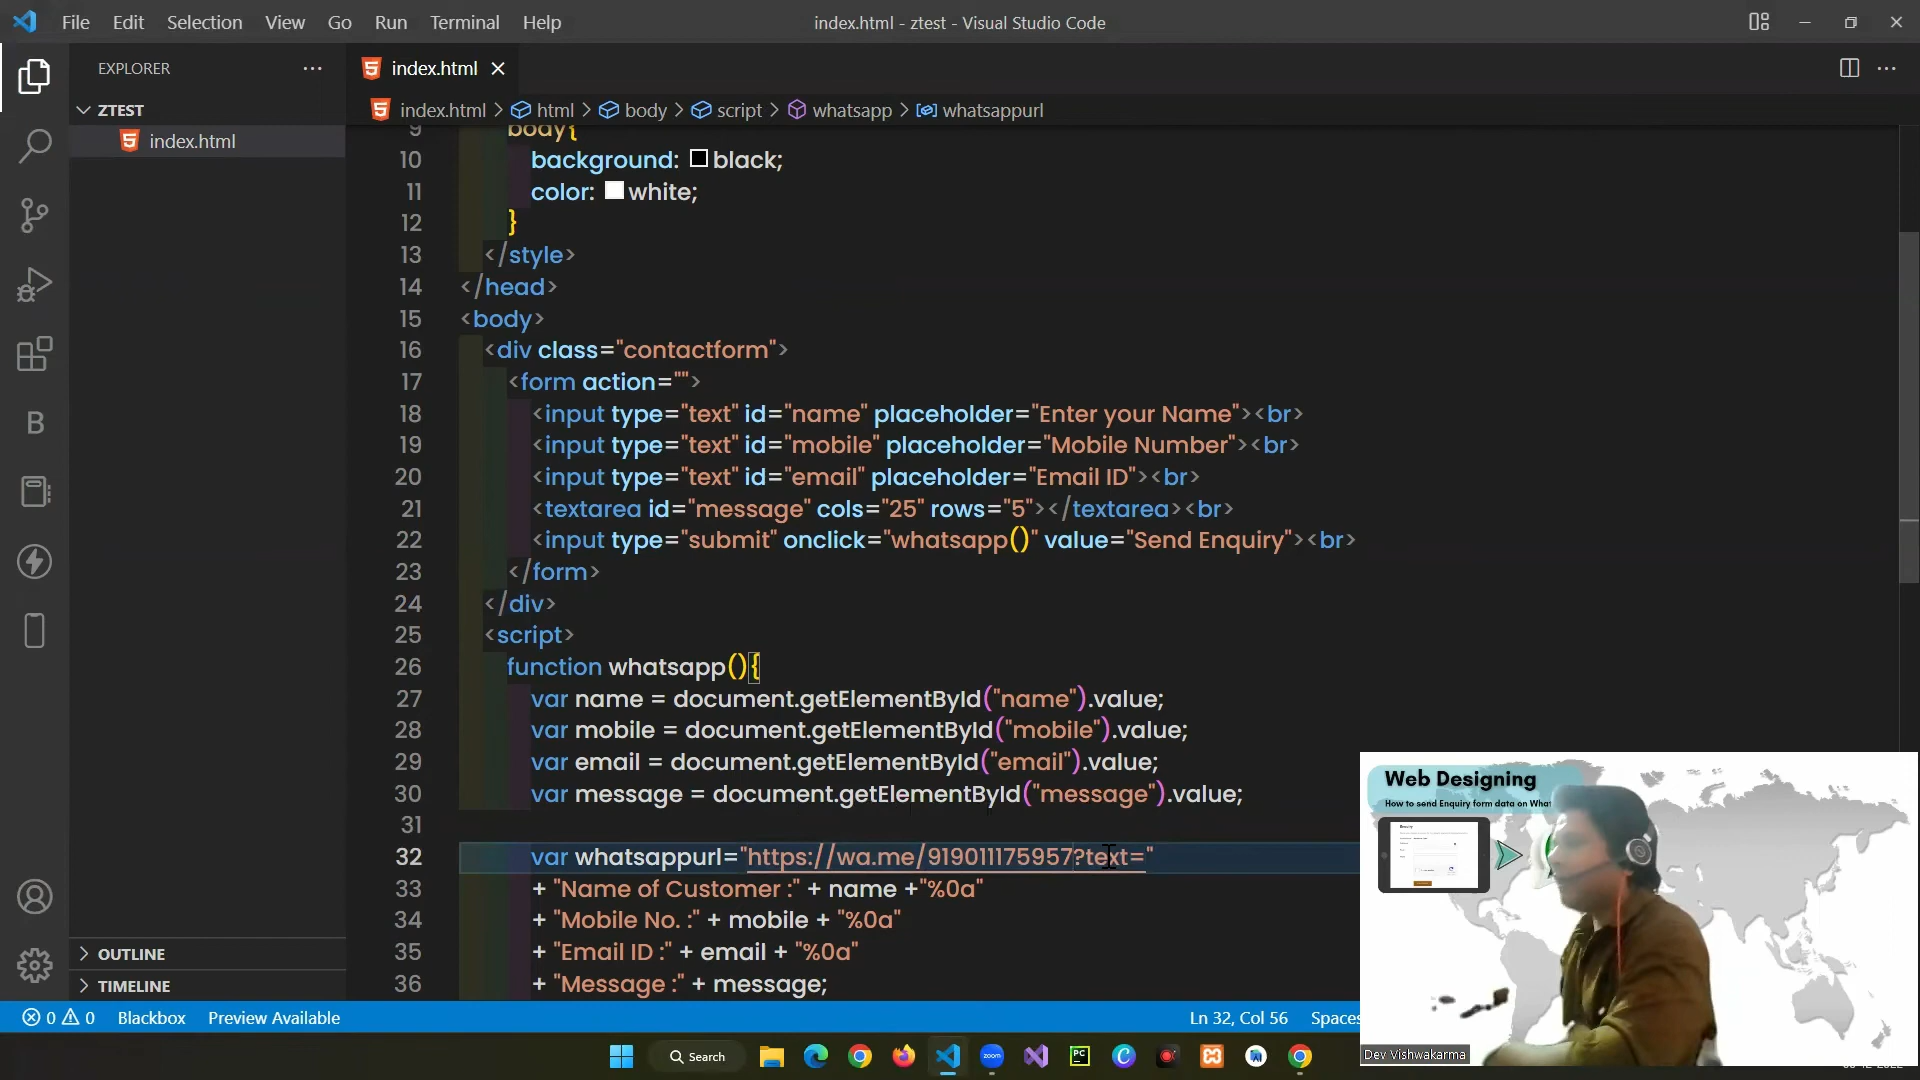 File Edit Selection View Go Run Terminal Help
index.html - ztest - Visual Studio Code
EXPLORER
ZTEST
index.html
OUTLINE
TIMELINE
index.html
index.html > html > body > script > whatsapp > whatsappurl
9 body{
10 background: black;
11 color: white;
12 }
13 </style>
14 </head>
15 <body>
16 <div class="contactform">
17 <form action="">
18 <input type="text" id="name" placeholder="Enter your Name"><br>
19 <input type="text" id="mobile" placeholder="Mobile Number"><br>
20 <input type="text" id="email" placeholder="Email ID"><br>
21 <textarea id="message" cols="25" rows="5"></textarea><br>
22 <input type="submit" onclick="whatsapp()" value="Send Enquiry"><br>
23 </form>
24 </div>
25 <script>
26 function whatsapp(){
27 var name = document.getElementById("name").value;
28 var mobile = document.getElementById("mobile").value;
29 var email = document.getElementById("email").value;
30 var message = document.getElementById("message").value;
31
32 var whatsappurl="https://wa.me/919011175957?text="
33 + "Name of Customer :" + name +"%0a"
34 + "Mobile No. :" + mobile + "%0a"
35 + "Email ID :" + email + "%0a"
36 + "Message :" + message;
Web Designing
How to send Enquiry form data on What
Enquiry
Dev Vishwakarma
0 0 Blackbox Preview Available
Ln 32, Col 56 Spaces
Search
zoom
PC